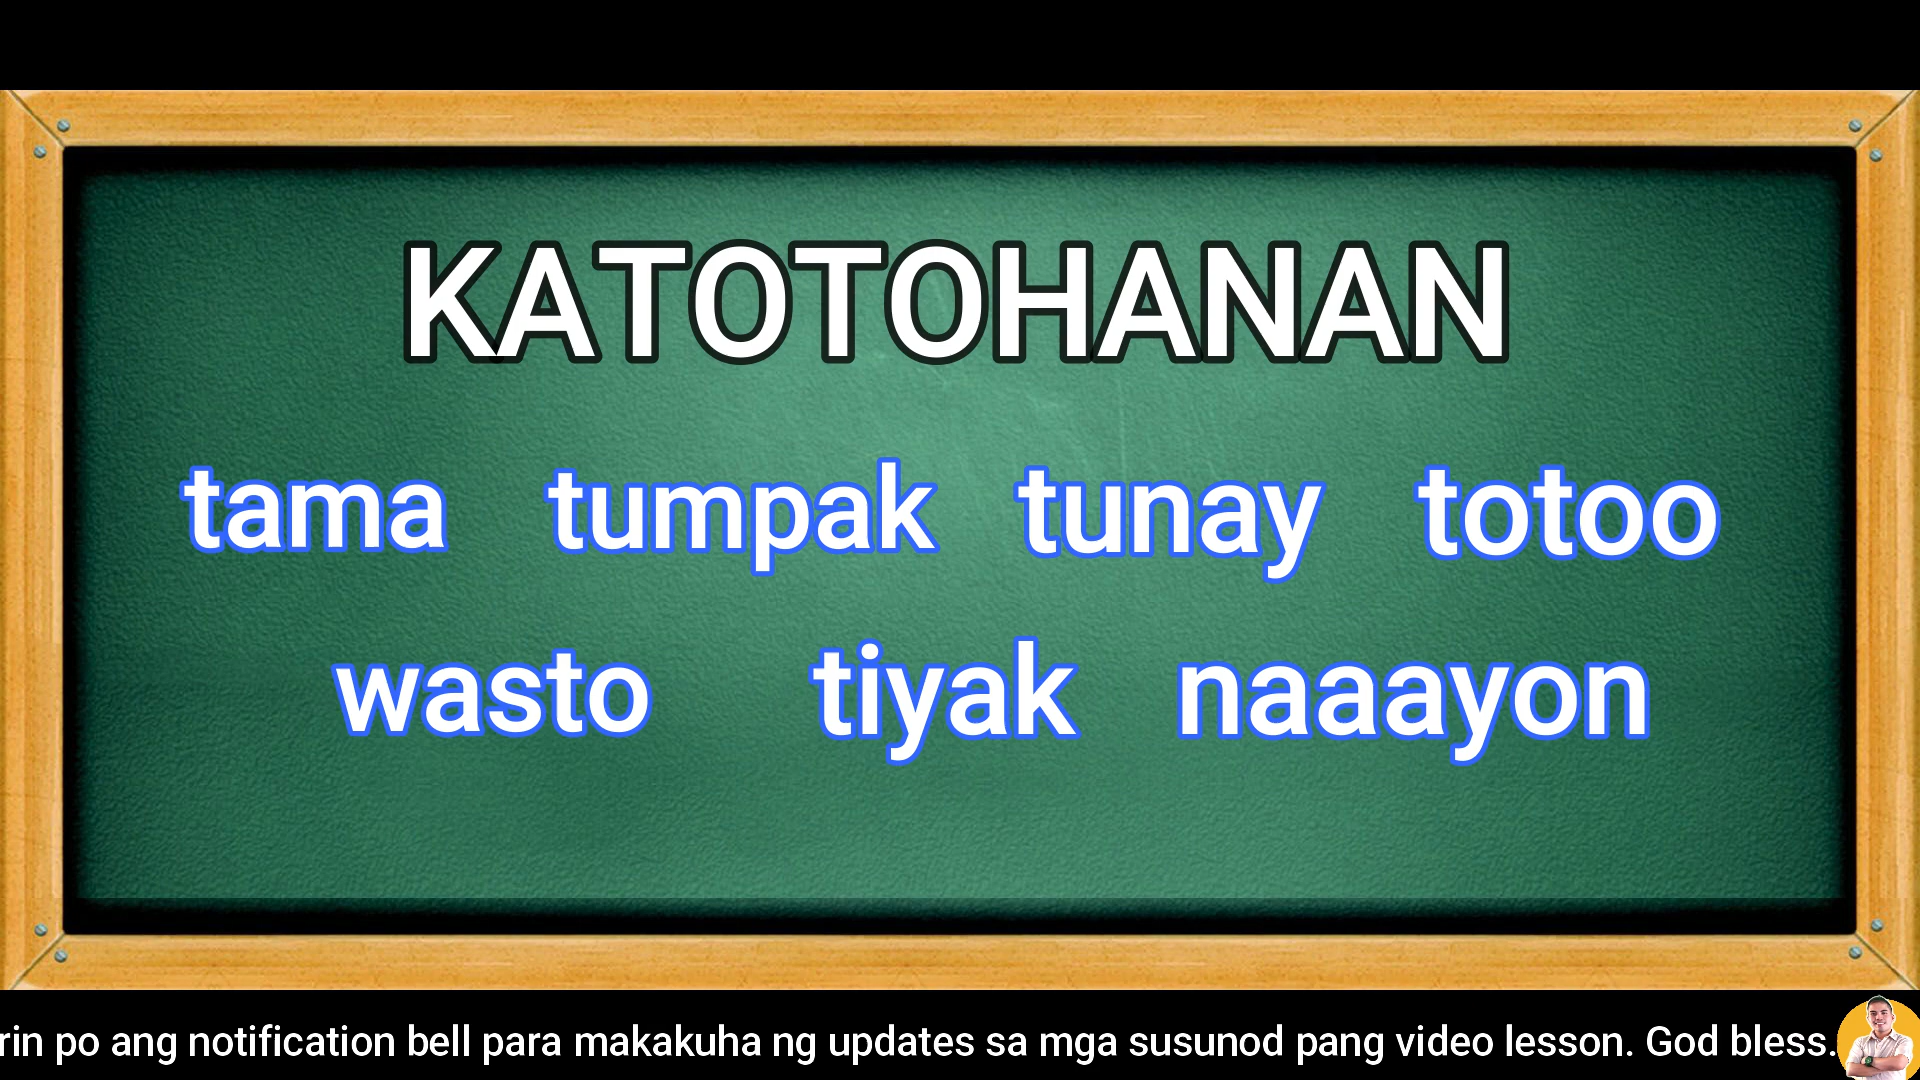 KATOTOHANAN
tama tumpak tunay totoo
wasto tiyak naaayon
rin po ang notification bell para makakuha ng updates sa mga susunod pang video lesson. God bless.